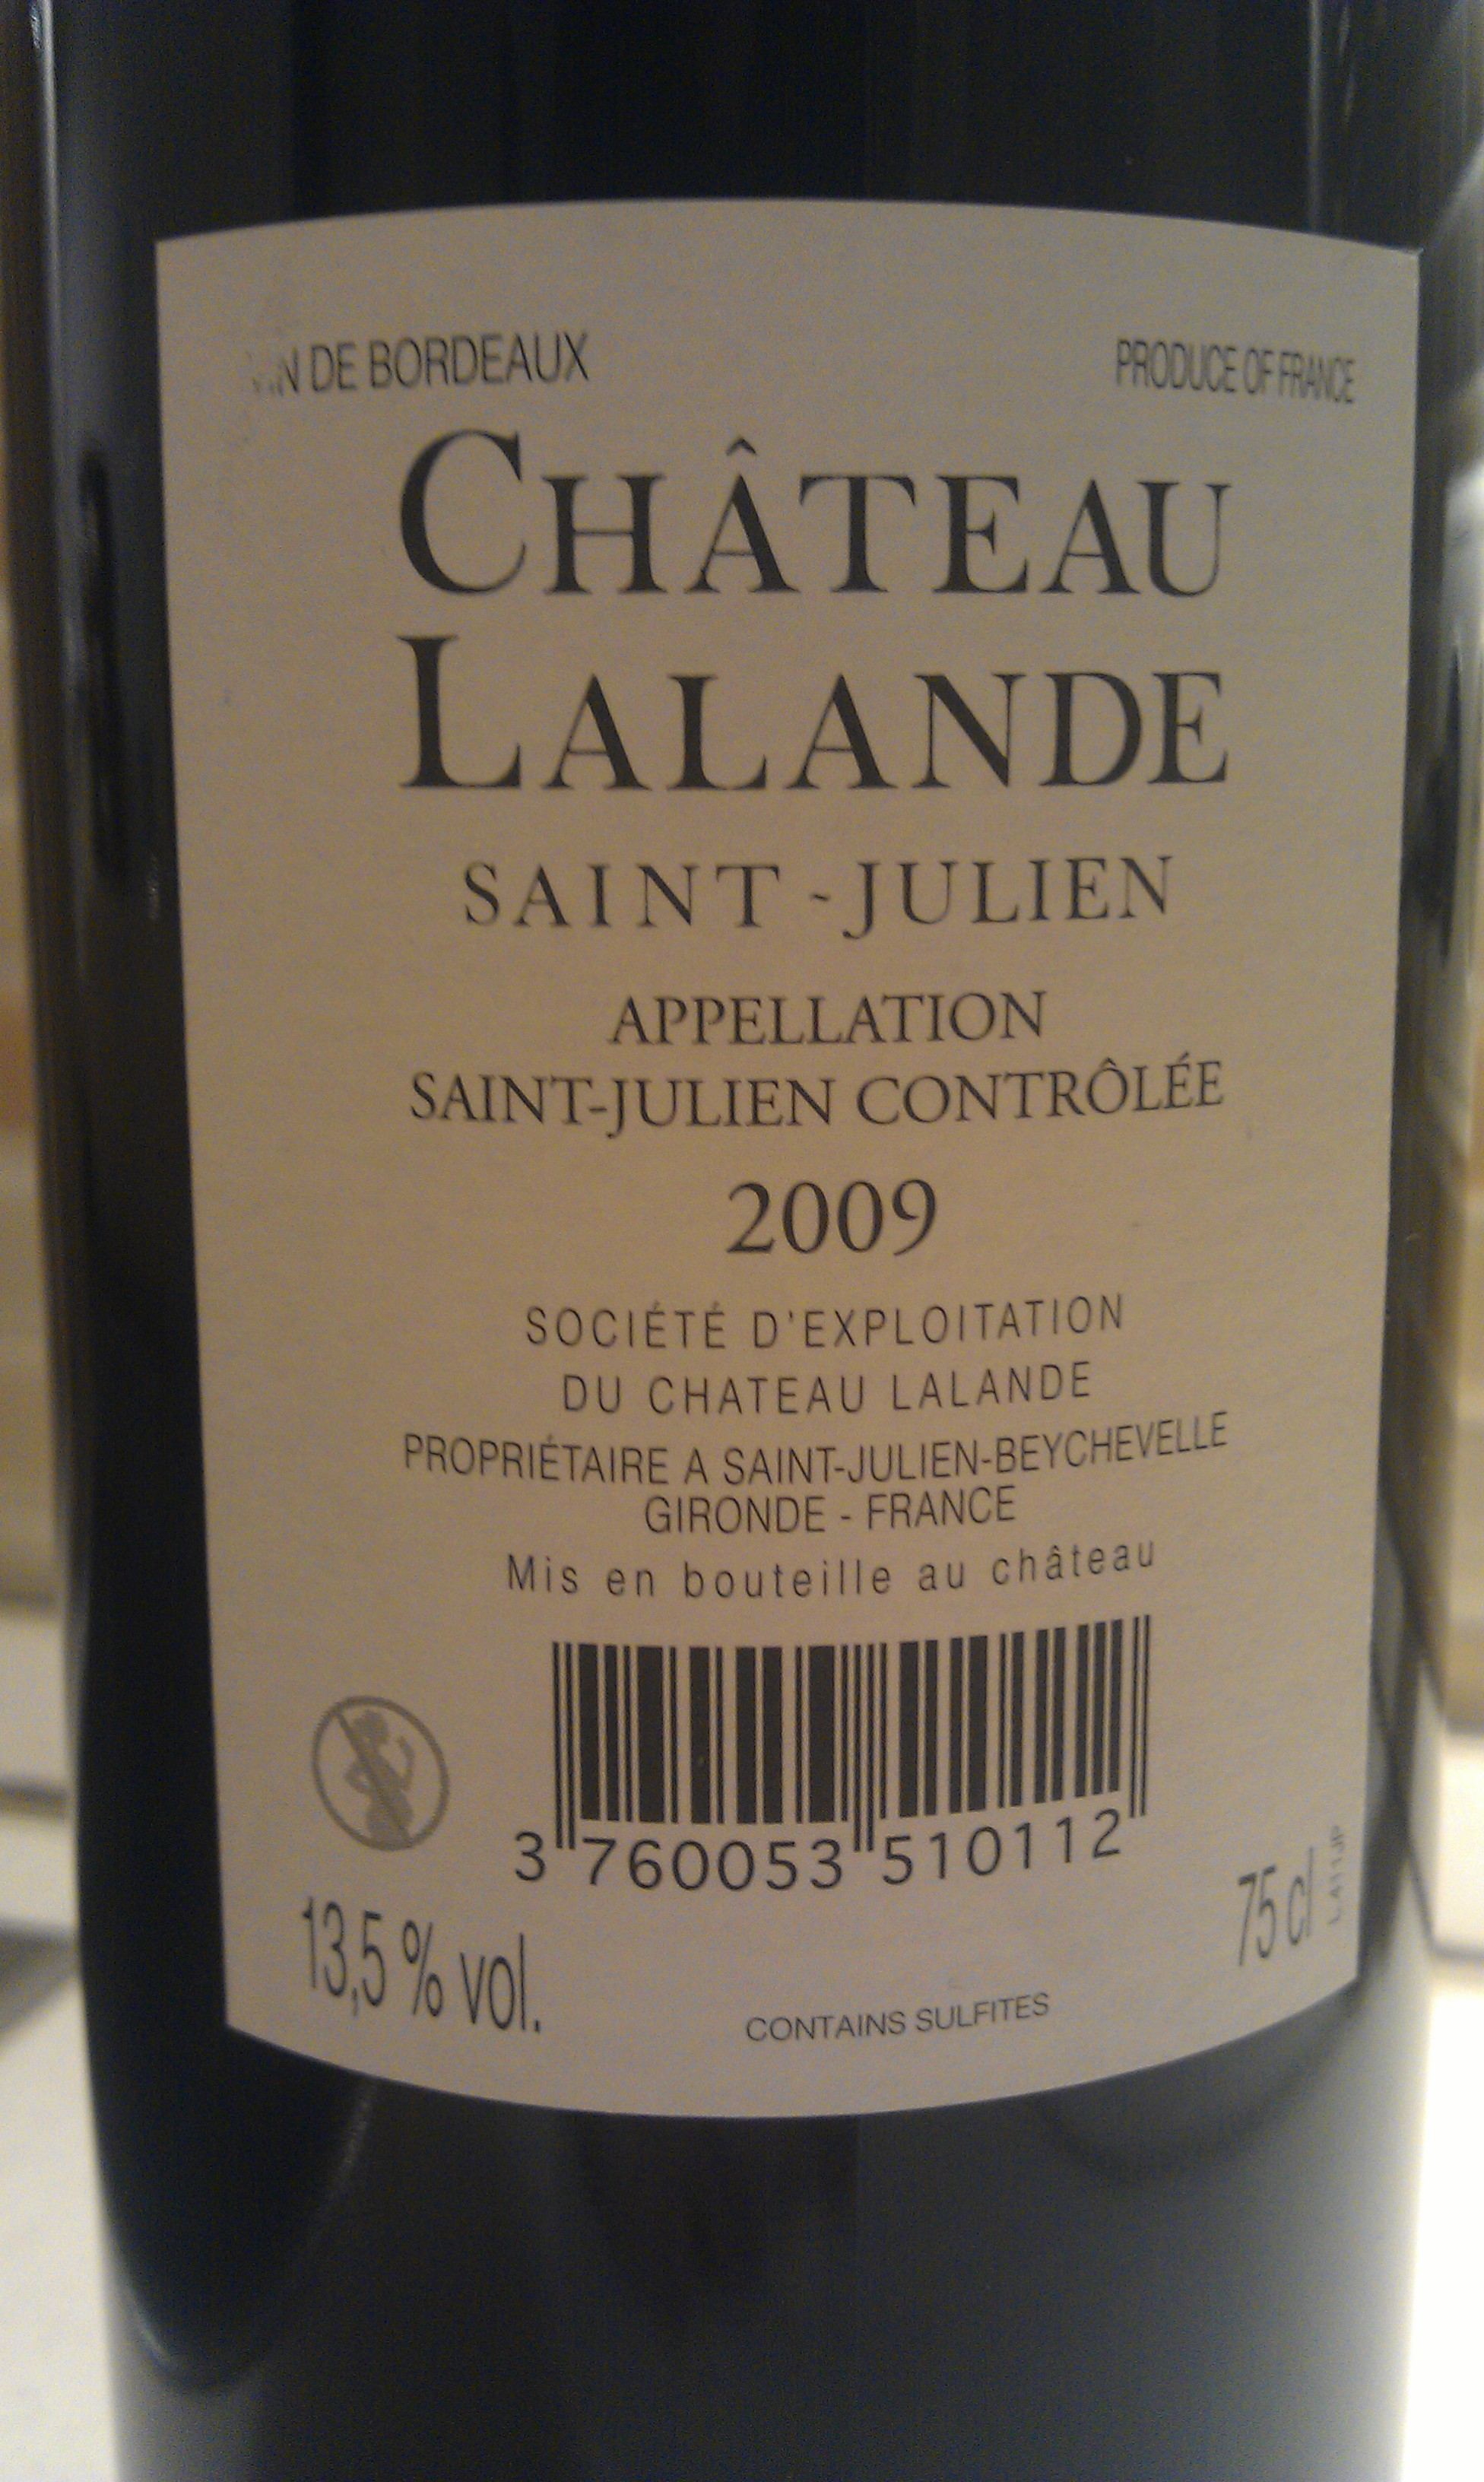 DE BORDEAUX
PRODUCE OF FRANCE
CHÂTEAU
LALANDE
SAINT-JULIEN
APPELLATION
SAINT-JULIEN CONTRÔLÉE
2009
SOCIÉTÉ D'EXPLOITATION
DU CHATEAU LALANDE
PROPRIÉTAIRE A SAINT-JULIEN-BEYCHEVELLE
GIRONDE - FRANCE
Mis en bouteille au château
3 760053 510112
13,5 % vol.
75 cl
CONTAINS SULFITES